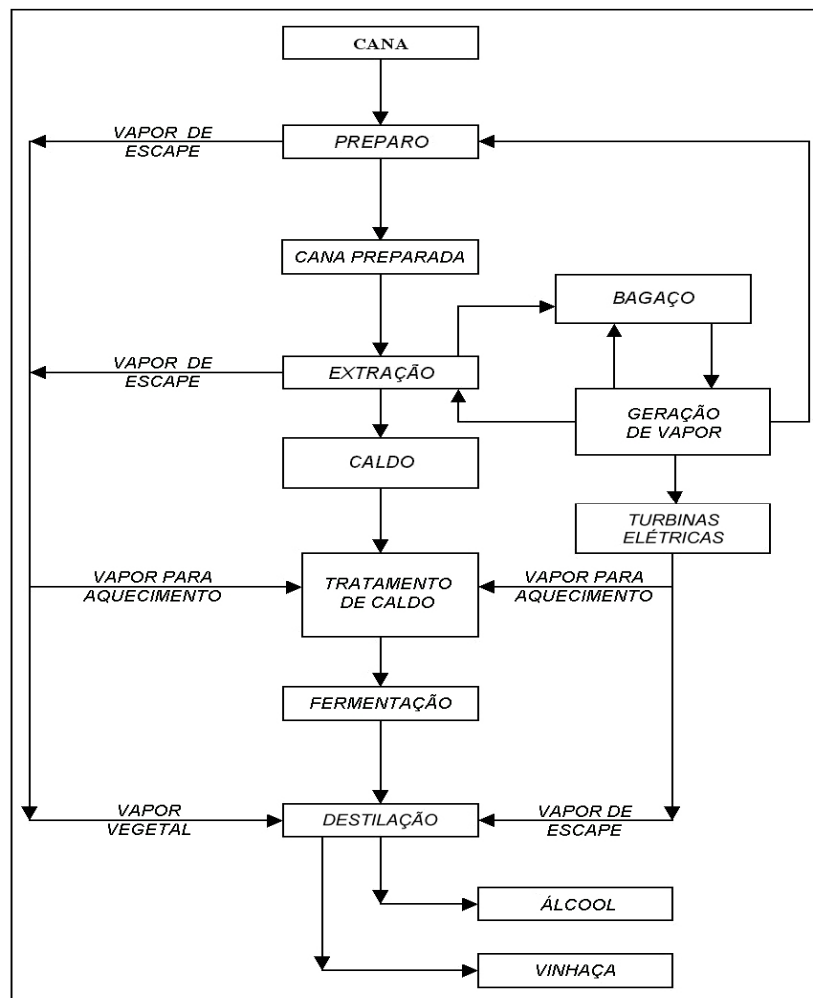 CANA
VAPOR DE
ESCAPE
PREPARO
CANA PREPARADA
BAGAÇO
VAPOR DE
ESCAPE
EXTRAÇÃO
GERAÇÃO
DE VAPOR
CALDO
TURBINAS
ELÉTRICAS
VAPOR PARA
AQUECIMENTO
TRATAMENTO
DE CALDO
VAPOR PARA
AQUECIMENTO
FERMENTAÇÃO
VAPOR
VEGETAL
DESTILAÇÃO
VAPOR DE
ESCAPE
ÁLCOOL
VINHAÇA